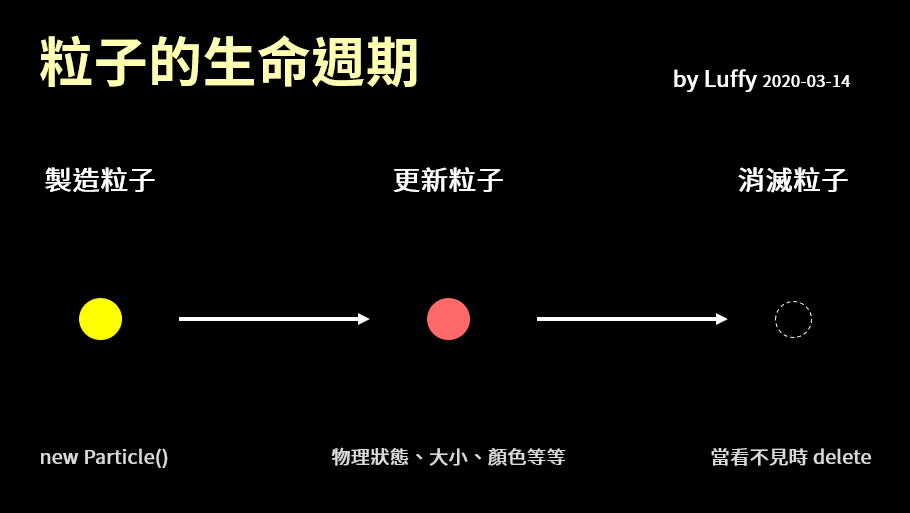 粒子的生命週期
by Luffy 2020-03-14
製造粒子
更新粒子
消滅粒子
new Particle()
物理狀態、大小、顏色等等
當看不見時 delete